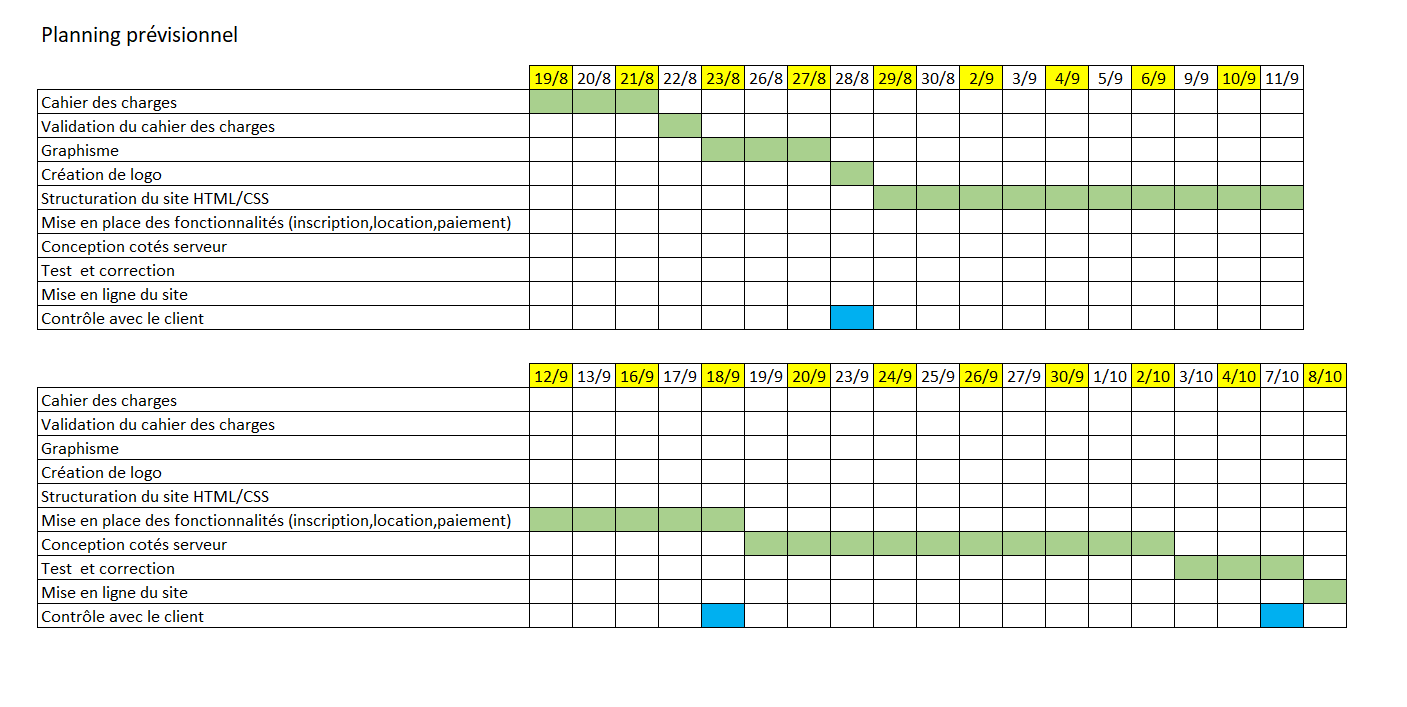 Planning prévisionnel
19/8 20/8 21/8 22/8 23/8 26/8 27/8 28/8 29/8 30/8 2/9 3/9 4/9 5/9 6/9 9/9 10/9 11/9
Cahier des charges
Validation du cahier des charges
Graphisme
Création de logo
Structuration du site HTML/CSS
Mise en place des fonctionnalités (inscription,location,paiement)
Conception cotés serveur
Test  et correction
Mise en ligne du site
Contrôle avec le client
12/9 13/9 16/9 17/9 18/9 19/9 20/9 23/9 24/9 25/9 26/9 27/9 30/9 1/10 2/10 3/10 4/10 7/10 8/10
Cahier des charges
Validation du cahier des charges
Graphisme
Création de logo
Structuration du site HTML/CSS
Mise en place des fonctionnalités (inscription,location,paiement)
Conception cotés serveur
Test  et correction
Mise en ligne du site
Contrôle avec le client